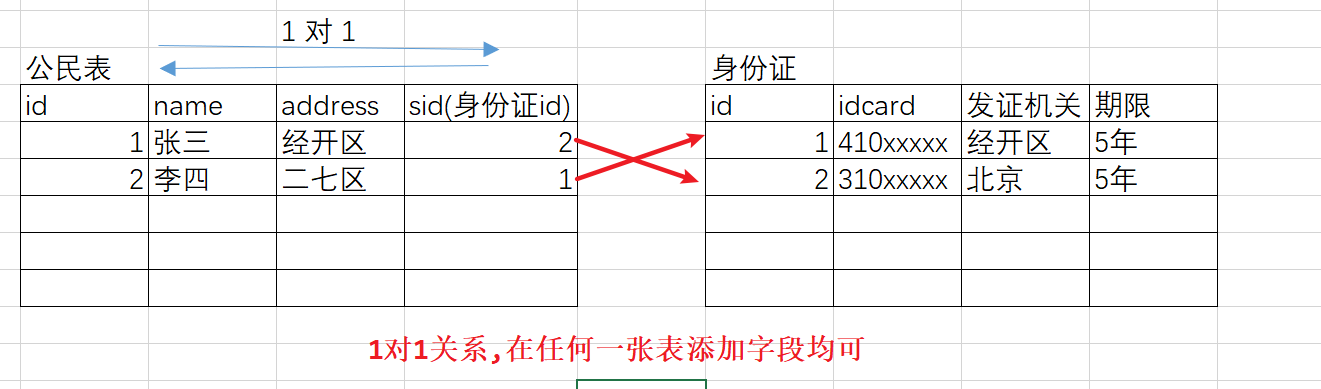 1 对 1
公民表 身份证
id name address sid(身份证id) id idcard 发证机关 期限
1 张三 经开区 2 1 410xxxxx 经开区 5年
2 李四 二七区 1 2 310xxxxx 北京 5年
1对1关系,在任何一张表添加字段均可